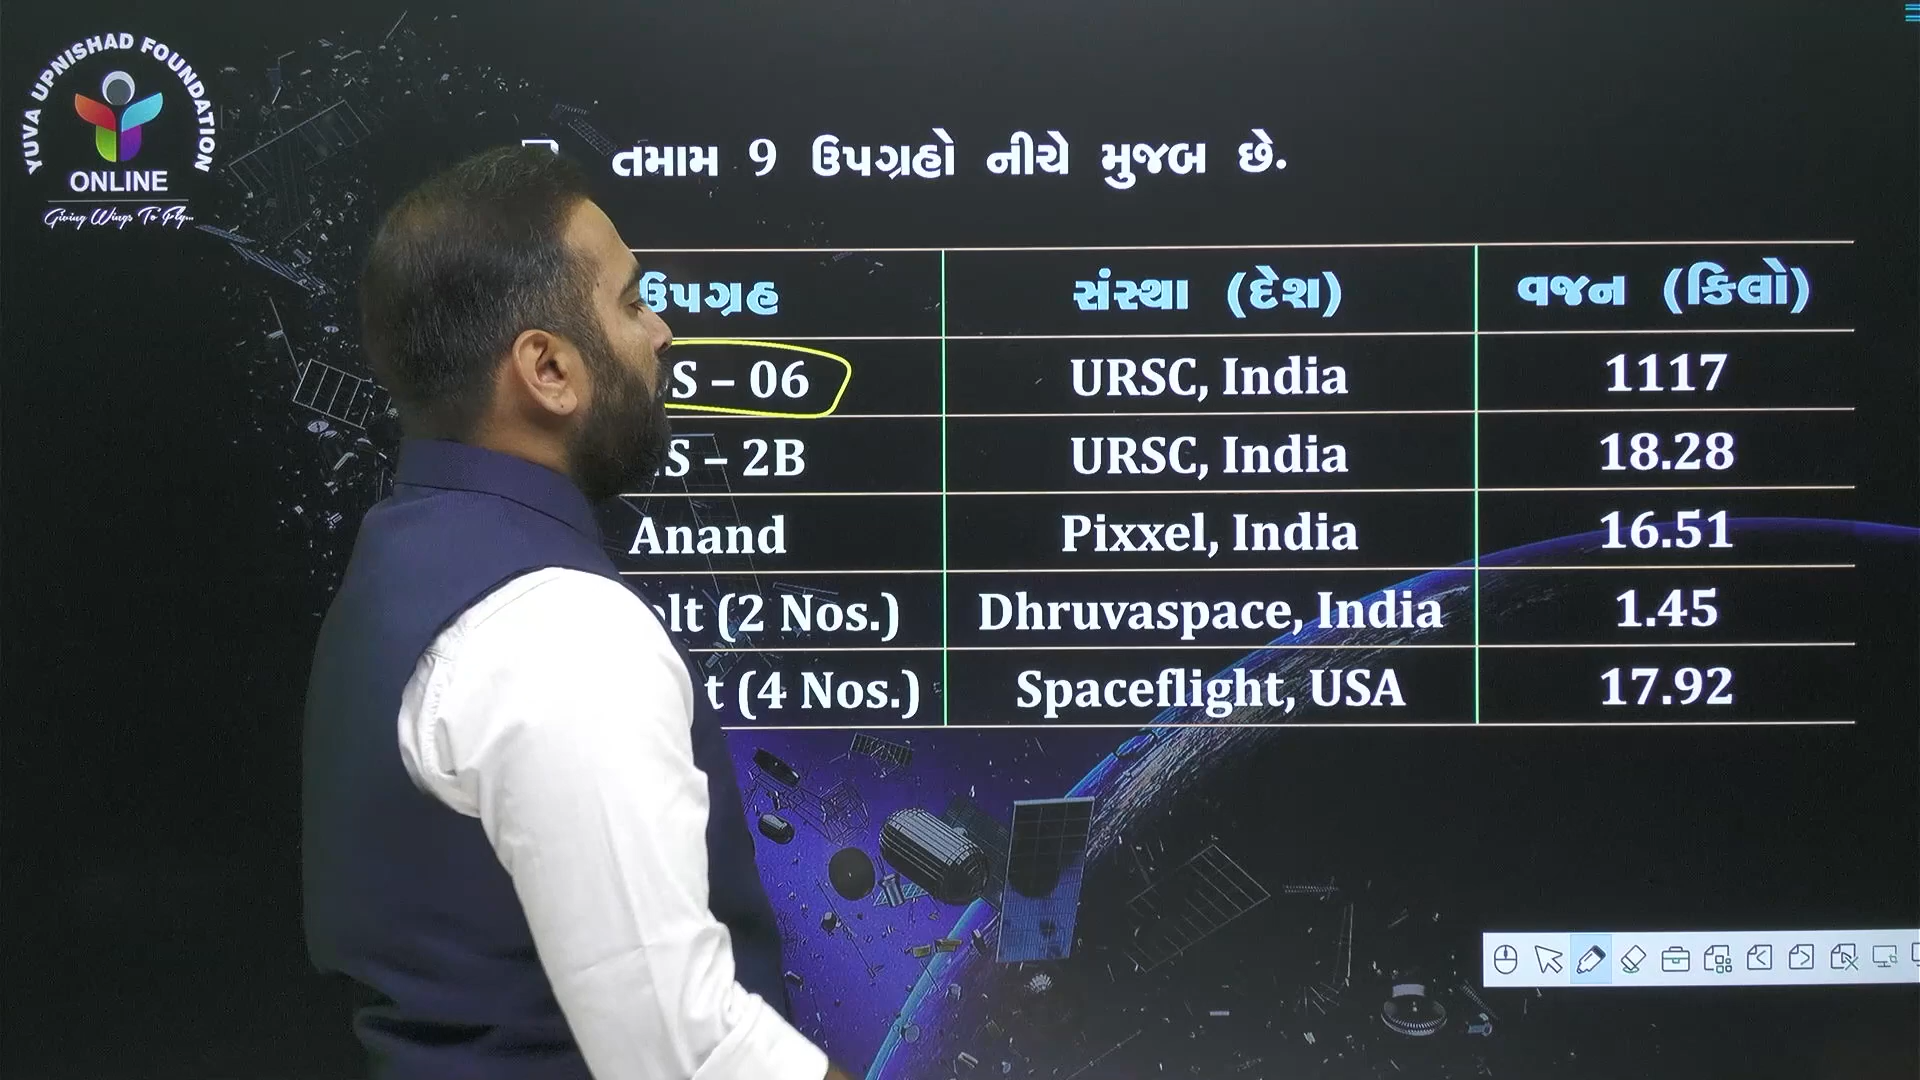 YUVA UPNISHAD FOUNDATION
ONLINE
Giving Wings To Fly...
તમામ 9 ઉપગ્રહો નીચે મુજબ છે.
ઉપગ્રહ સંસ્થા (દેશ) વજન (કિલો)
S – 06 URSC, India 1117
S – 2B URSC, India 18.28
Anand Pixxel, India 16.51
lt (2 Nos.) Dhruvaspace, India 1.45
t (4 Nos.) Spaceflight, USA 17.92